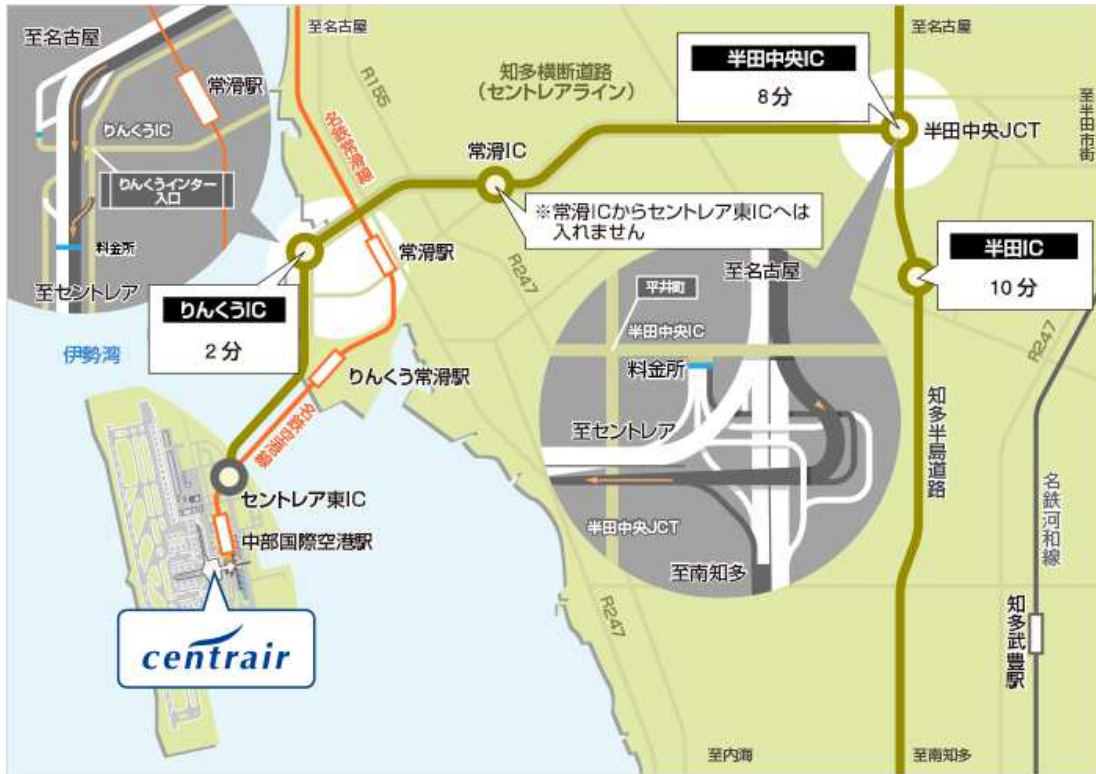 至名古屋
常滑駅
りんくうIC
りんくうインター
入口
料金所
至セントレア
至名古屋
R155
名鉄常滑線
知多横断道路
(セントレアライン)
半田中央IC
8分
至名古屋
至半田市街
半田中央JCT
常滑IC
※常滑ICからセントレア東ICへは
入れません
常滑駅
R247
りんくうIC
2分
伊勢湾
りんくう常滑駅
名鉄空港線
セントレア東IC
中部国際空港駅
centrair
半田IC
10分
R247
至名古屋
平井町
半田中央IC
料金所
至セントレア
半田中央JCT
至南知多
知多半島道路
名鉄河和線
知多武豊駅
R247
至内海
至南知多